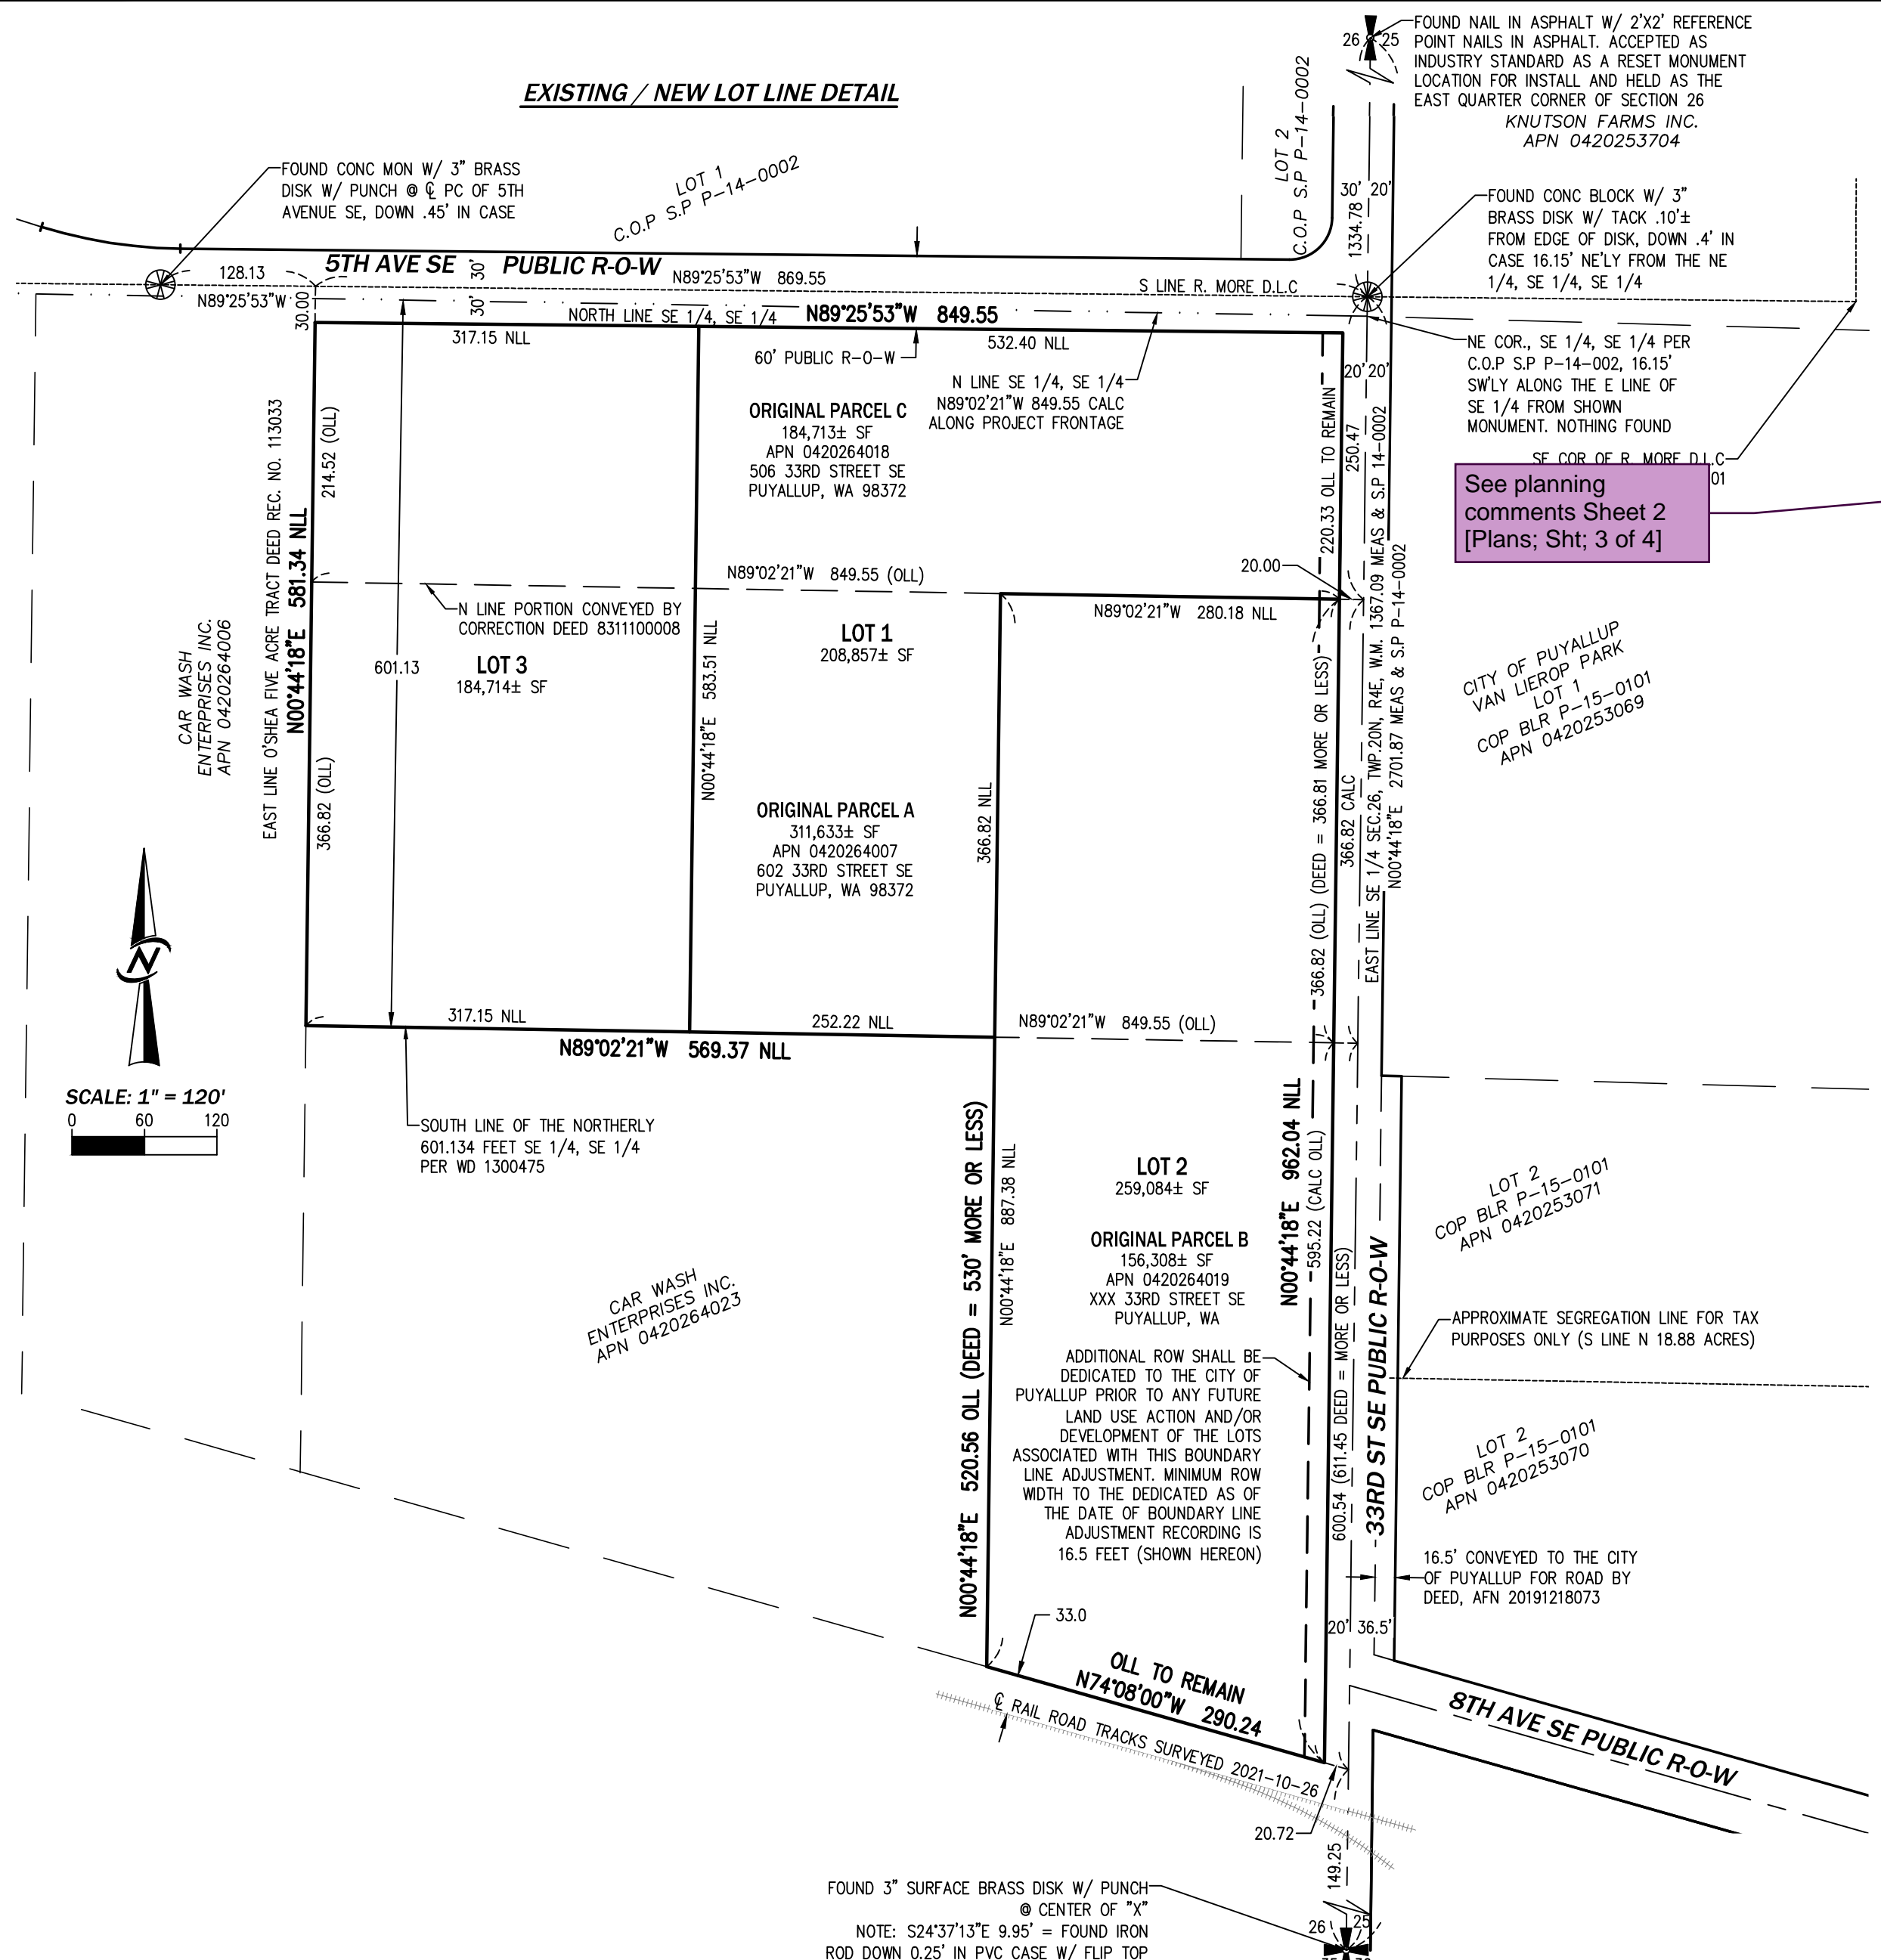 EXISTING / NEW LOT LINE DETAIL
FOUND NAIL IN ASPHALT W/ 2'X2' REFERENCE
POINT NAILS IN ASPHALT. ACCEPTED AS
INDUSTRY STANDARD AS A RESET MONUMENT
LOCATION FOR INSTALL AND HELD AS THE
EAST QUARTER CORNER OF SECTION 26
26 25
KNUTSON FARMS INC.
APN 0420253704
FOUND CONC MON W/ 3" BRASS
DISK W/ PUNCH @ ℄ PC OF 5TH
AVENUE SE, DOWN .45' IN CASE
LOT 1
C.O.P S.P P-14-0002
LOT 2
C.O.P S.P P-14-0002
30' 20'
1334.78
FOUND CONC BLOCK W/ 3"
BRASS DISK W/ TACK .10'±
FROM EDGE OF DISK, DOWN .4' IN
CASE 16.15' NE'LY FROM THE NE
1/4, SE 1/4, SE 1/4
5TH AVE SE PUBLIC R-O-W
30'
30'
128.13
N89°25'53"W
30.00
N89°25'53"W 869.55
S LINE R. MORE D.L.C
NORTH LINE SE 1/4, SE 1/4
N89°25'53"W 849.55
317.15 NLL
532.40 NLL
60' PUBLIC R-O-W
N LINE SE 1/4, SE 1/4
N89°02'21"W 849.55 CALC
ALONG PROJECT FRONTAGE
NE COR., SE 1/4, SE 1/4 PER
C.O.P S.P P-14-002, 16.15'
SW'LY ALONG THE E LINE OF
SE 1/4 FROM SHOWN
MONUMENT. NOTHING FOUND
SE COR OF R. MORE D.L.C
01
See planning
comments Sheet 2
[Plans; Sht; 3 of 4]
ORIGINAL PARCEL C
184,713± SF
APN 0420264018
506 33RD STREET SE
PUYALLUP, WA 98372
20' 20'
250.47
220.33 OLL TO REMAIN
20.00
EAST LINE O'SHEA FIVE ACRE TRACT DEED REC. NO. 113033
N00°44'18"E 581.34 NLL
214.52 (OLL)
366.82 (OLL)
CAR WASH
ENTERPRISES INC.
APN 0420264006
N89°02'21"W 849.55 (OLL)
N89°02'21"W 280.18 NLL
N LINE PORTION CONVEYED BY
CORRECTION DEED 8311100008
601.13
LOT 3
184,714± SF
LOT 1
208,857± SF
N00°44'18"E 583.51 NLL
366.82 NLL
ORIGINAL PARCEL A
311,633± SF
APN 0420264007
602 33RD STREET SE
PUYALLUP, WA 98372
366.82 (OLL) (DEED = 366.81 MORE OR LESS)
366.82 CALC
EAST LINE SE 1/4 SEC.26, TWP.20N, R4E, W.M. 1367.09 MEAS & S.P 14-0002
N00°44'18"E 2701.87 MEAS & S.P P-14-0002
CITY OF PUYALLUP
VAN LIEROP PARK
LOT 1
COP BLR P-15-0101
APN 0420253069
N
SCALE: 1" = 120'
0 60 120
317.15 NLL
252.22 NLL
N89°02'21"W 849.55 (OLL)
N89°02'21"W 569.37 NLL
SOUTH LINE OF THE NORTHERLY
601.134 FEET SE 1/4, SE 1/4
PER WD 1300475
N00°44'18"E 520.56 OLL (DEED = 530' MORE OR LESS)
N00°44'18"E 887.38 NLL
LOT 2
259,084± SF
ORIGINAL PARCEL B
156,308± SF
APN 0420264019
XXX 33RD STREET SE
PUYALLUP, WA
N00°44'18"E 962.04 NLL
595.22 (CALC OLL)
600.54 (611.45 DEED = MORE OR LESS)
33RD ST SE PUBLIC R-O-W
LOT 2
COP BLR P-15-0101
APN 0420253071
CAR WASH
ENTERPRISES INC.
APN 0420264023
APPROXIMATE SEGREGATION LINE FOR TAX
PURPOSES ONLY (S LINE N 18.88 ACRES)
ADDITIONAL ROW SHALL BE
DEDICATED TO THE CITY OF
PUYALLUP PRIOR TO ANY FUTURE
LAND USE ACTION AND/OR
DEVELOPMENT OF THE LOTS
ASSOCIATED WITH THIS BOUNDARY
LINE ADJUSTMENT. MINIMUM ROW
WIDTH TO THE DEDICATED AS OF
THE DATE OF BOUNDARY LINE
ADJUSTMENT RECORDING IS
16.5 FEET (SHOWN HEREON)
LOT 2
COP BLR P-15-0101
APN 0420253070
16.5' CONVEYED TO THE CITY
OF PUYALLUP FOR ROAD BY
DEED, AFN 20191218073
20' 36.5'
33.0
OLL TO REMAIN
N74°08'00"W 290.24
℄ RAIL ROAD TRACKS SURVEYED 2021-10-26
8TH AVE SE PUBLIC R-O-W
20.72
149.25
FOUND 3" SURFACE BRASS DISK W/ PUNCH
@ CENTER OF "X"
NOTE: S24°37'13"E 9.95' = FOUND IRON
ROD DOWN 0.25' IN PVC CASE W/ FLIP TOP
26 25